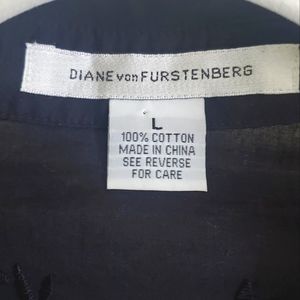 DIANE von FURSTENBERG
L
100% COTTON
MADE IN CHINA
SEE REVERSE
FOR CARE